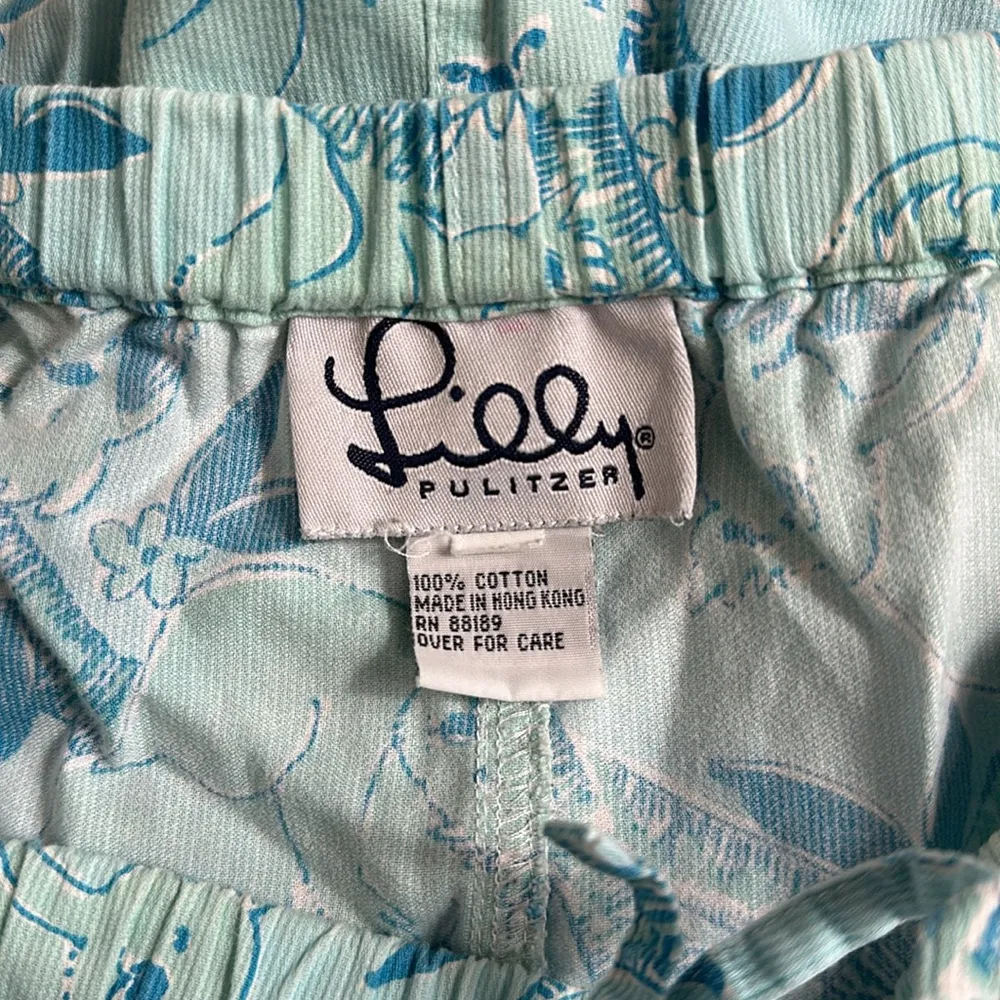 Lilly®
PULITZER
100% COTTON
MADE IN HONG KONG
RN 88189
OVER FOR CARE